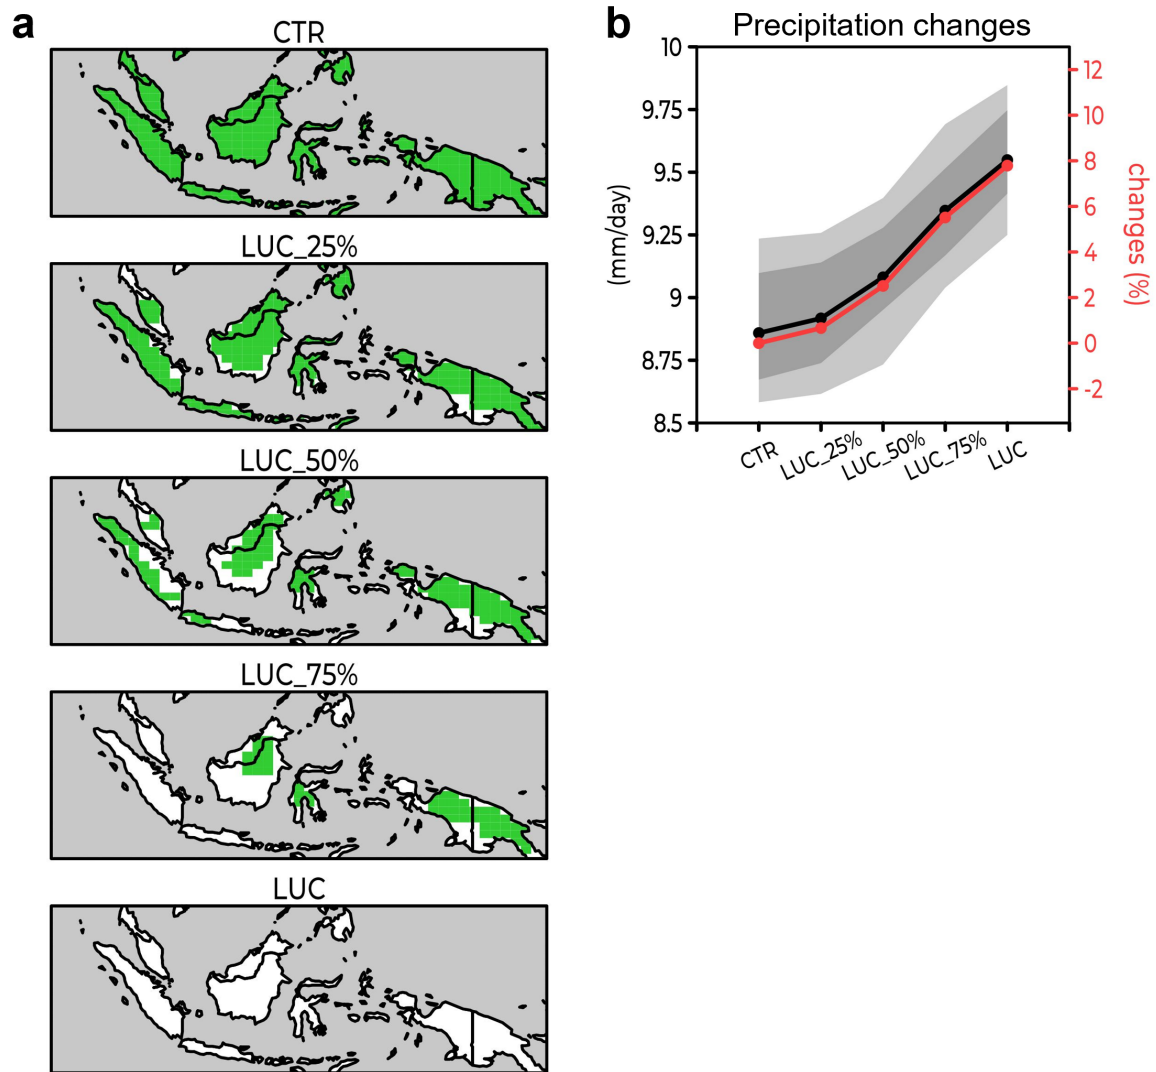 a
CTR
LUC_25%
LUC_50%
LUC_75%
LUC
b
Precipitation changes
(mm/day)
10
9.75
9.5
9.25
9
8.75
8.5
12
10
8
6
4
2
0
-2
changes (%)
CTR
LUC_25%
LUC_50%
LUC_75%
LUC